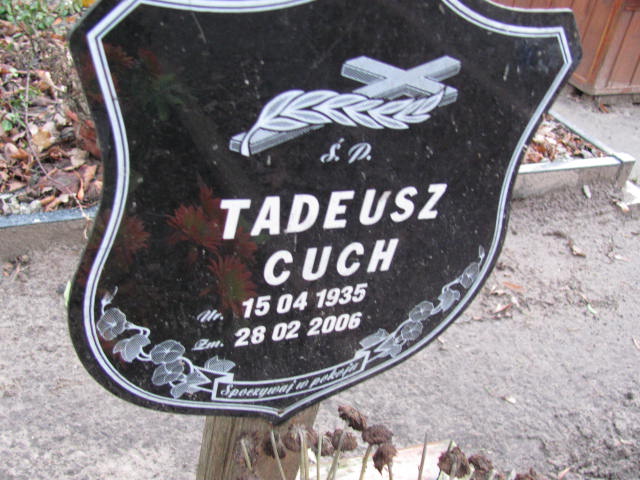 Ś. P.
TADEUSZ
CUCH
Ur. 15 04 1935
Zm. 28 02 2006
Spoczywaj w pokoju